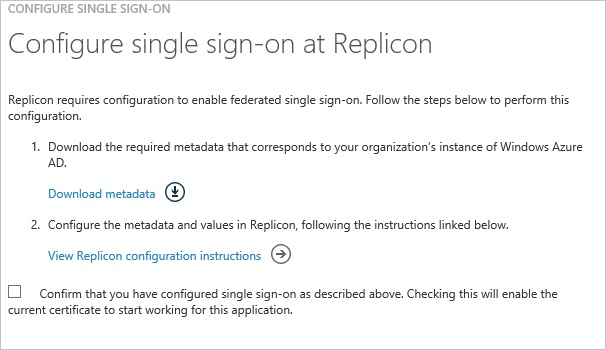 CONFIGURE SINGLE SIGN-ON
Configure single sign-on at Replicon
Replicon requires configuration to enable federated single sign-on. Follow the steps below to perform this
configuration.
1. Download the required metadata that corresponds to your organization's instance of Windows Azure
AD.
Download metadata
2. Configure the metadata and values in Replicon, following the instructions linked below.
View Replicon configuration instructions
Confirm that you have configured single sign-on as described above. Checking this will enable the
current certificate to start working for this application.